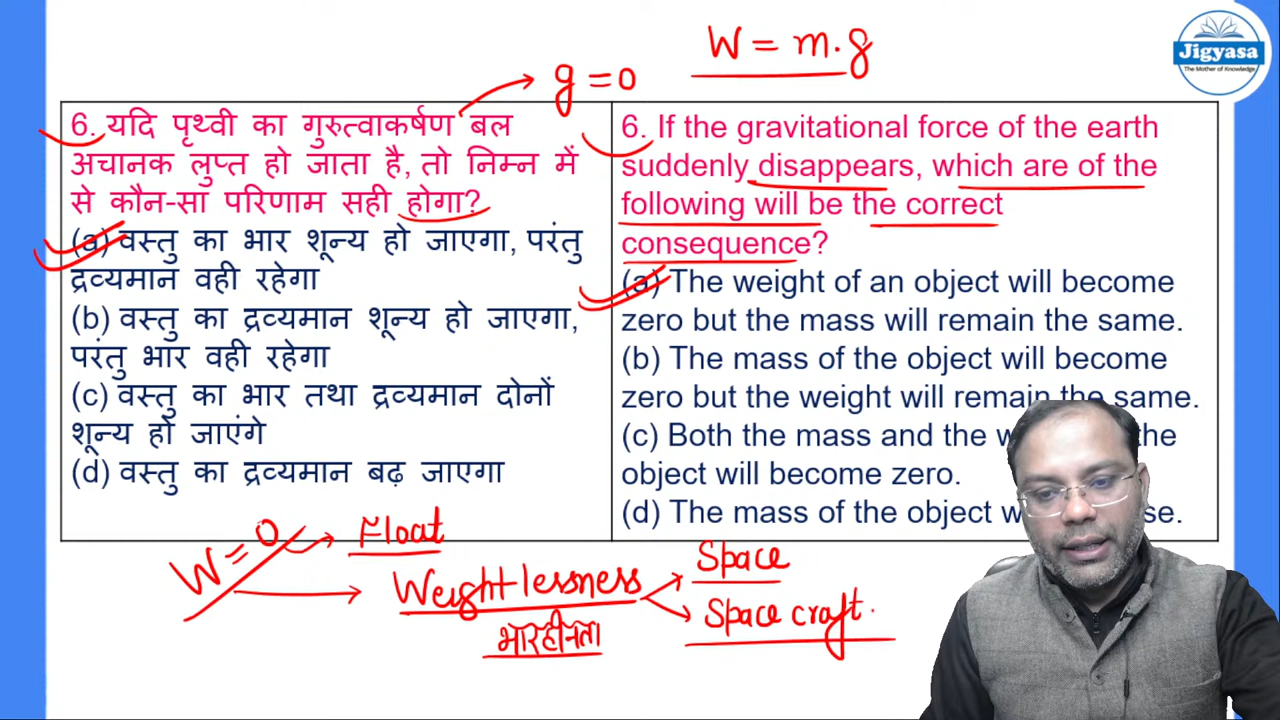 W = m.g
g = 0
Jigyasa
The Mother of Knowledge
6. यदि पृथ्वी का गुरुत्वाकर्षण बल
अचानक लुप्त हो जाता है, तो निम्न में
से कौन-सा परिणाम सही होगा?
(a) वस्तु का भार शून्य हो जाएगा, परंतु
द्रव्यमान वही रहेगा
(b) वस्तु का द्रव्यमान शून्य हो जाएगा,
परंतु भार वही रहेगा
(c) वस्तु का भार तथा द्रव्यमान दोनों
शून्य हो जाएंगे
(d) वस्तु का द्रव्यमान बढ़ जाएगा
6. If the gravitational force of the earth
suddenly disappears, which are of the
following will be the correct
consequence?
(a) The weight of an object will become
zero but the mass will remain the same.
(b) The mass of the object will become
zero but the weight will remain the same.
(c) Both the mass and the the
object will become zero.
(d) The mass of the object
W = 0
Float
Weightlessness
भारहीनता
Space
Space craft.